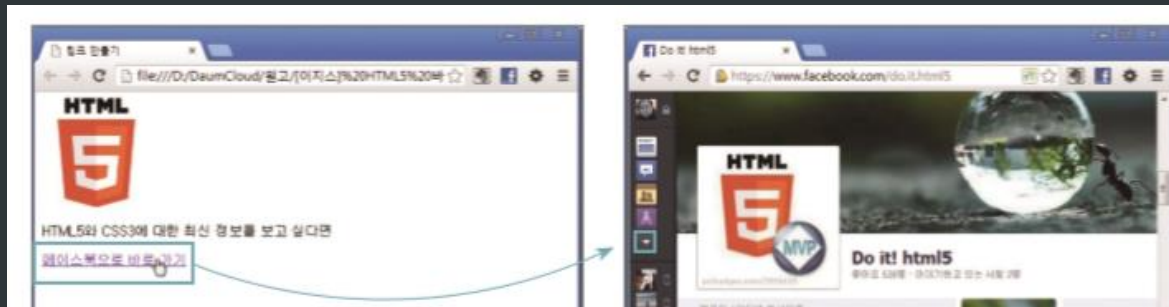 링크 만들기
file:///D:/DaumCloud/원고/[이지스]%20HTML5%20바
HTML
5
HTML5와 CSS3에 대한 최신 정보를 보고 싶다면
페이스북으로 바로 가기
Do it! html5
https://www.facebook.com/do.it.html5
HTML
5
MVP
Do it! html5